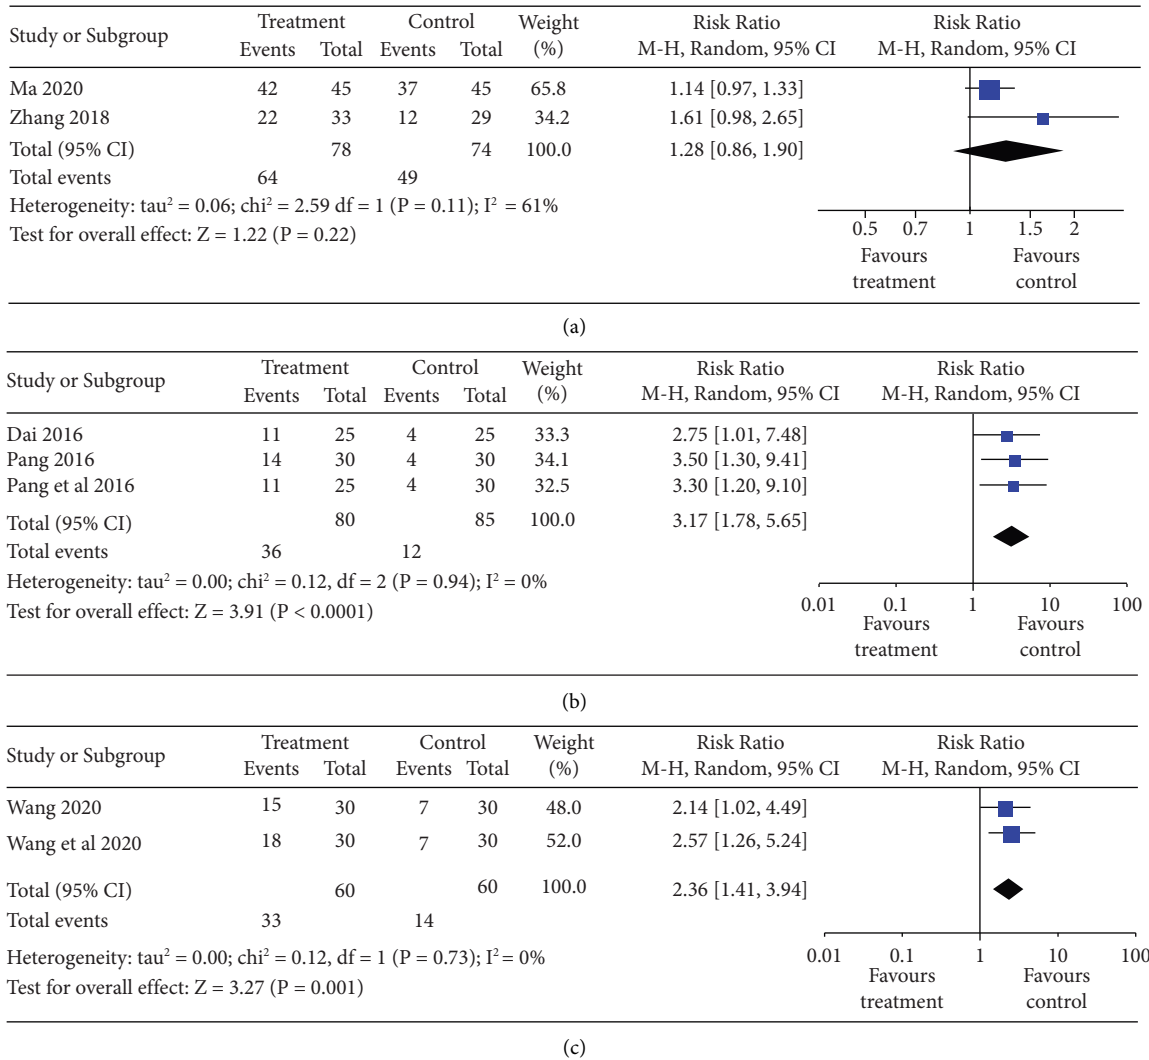 Study or Subgroup Treatment Control Weight (%) Risk Ratio Risk Ratio
Events Total Events Total M-H, Random, 95% CI M-H, Random, 95% CI
Ma 2020 42 45 37 45 65.8 1.14 [0.97, 1.33]
Zhang 2018 22 33 12 29 34.2 1.61 [0.98, 2.65]
Total (95% CI) 78 74 100.0 1.28 [0.86, 1.90]
Total events 64 49
Heterogeneity: tau² = 0.06; chi² = 2.59 df = 1 (P = 0.11); I² = 61%
Test for overall effect: Z = 1.22 (P = 0.22)
0.5 0.7 1 1.5 2
Favours Favours
treatment control
(a)
Study or Subgroup Treatment Control Weight (%) Risk Ratio Risk Ratio
Events Total Events Total M-H, Random, 95% CI M-H, Random, 95% CI
Dai 2016 11 25 4 25 33.3 2.75 [1.01, 7.48]
Pang 2016 14 30 4 30 34.1 3.50 [1.30, 9.41]
Pang et al 2016 11 25 4 30 32.5 3.30 [1.20, 9.10]
Total (95% CI) 80 85 100.0 3.17 [1.78, 5.65]
Total events 36 12
Heterogeneity: tau² = 0.00; chi² = 0.12, df = 2 (P = 0.94); I² = 0%
Test for overall effect: Z = 3.91 (P < 0.0001)
0.01 0.1 1 10 100
Favours Favours
treatment control
(b)
Study or Subgroup Treatment Control Weight (%) Risk Ratio Risk Ratio
Events Total Events Total M-H, Random, 95% CI M-H, Random, 95% CI
Wang 2020 15 30 7 30 48.0 2.14 [1.02, 4.49]
Wang et al 2020 18 30 7 30 52.0 2.57 [1.26, 5.24]
Total (95% CI) 60 60 100.0 2.36 [1.41, 3.94]
Total events 33 14
Heterogeneity: tau² = 0.00; chi² = 0.12, df = 1 (P = 0.73); I² = 0%
Test for overall effect: Z = 3.27 (P = 0.001)
0.01 0.1 1 10 100
Favours Favours
treatment control
(c)